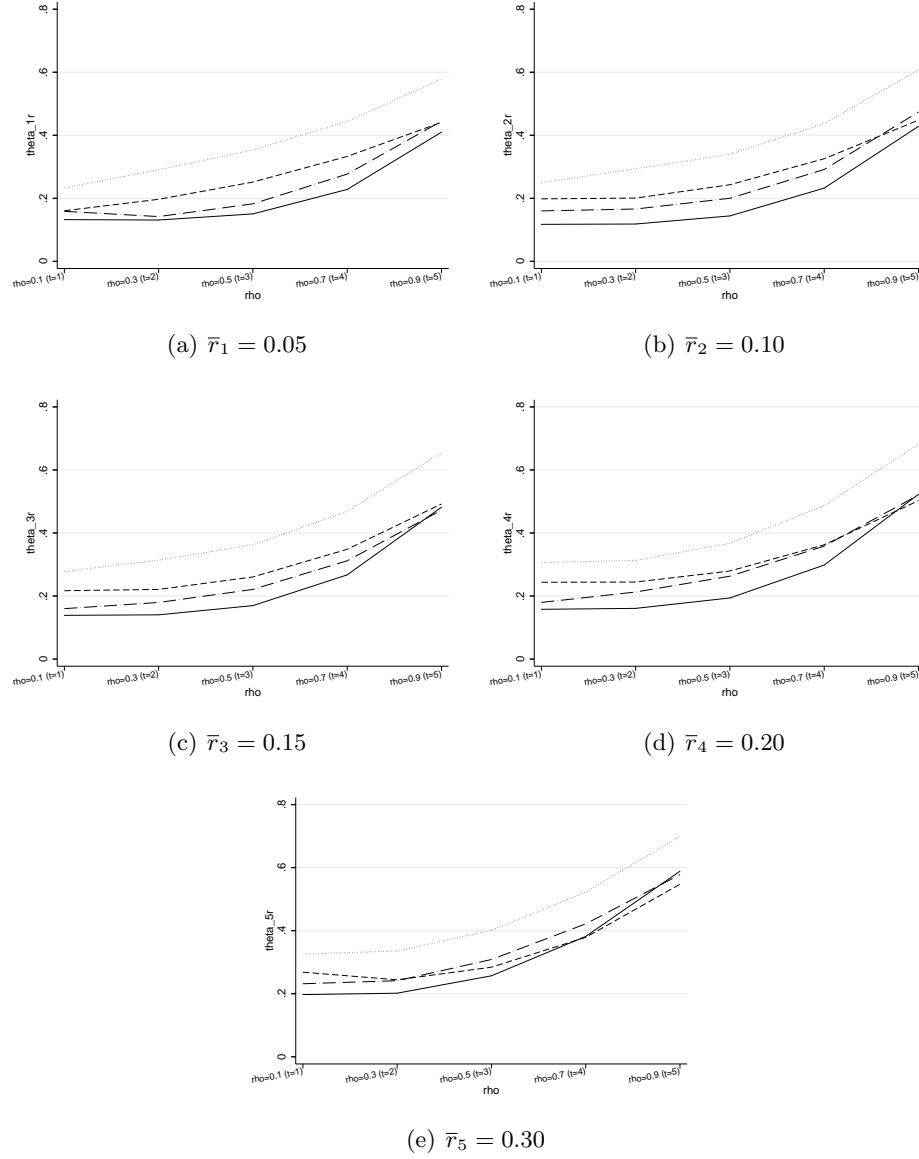 .8
.6
.4
.2
0
theta_1r
rho=0.1 (t=1) rho=0.3 (t=2) rho=0.5 (t=3) rho=0.7 (t=4) rho=0.9 (t=5)
rho
(a) r̅₁ = 0.05
.8
.6
.4
.2
0
theta_2r
rho=0.1 (t=1) rho=0.3 (t=2) rho=0.5 (t=3) rho=0.7 (t=4) rho=0.9 (t=5)
rho
(b) r̅₂ = 0.10
.8
.6
.4
.2
0
theta_3r
rho=0.1 (t=1) rho=0.3 (t=2) rho=0.5 (t=3) rho=0.7 (t=4) rho=0.9 (t=5)
rho
(c) r̅₃ = 0.15
.8
.6
.4
.2
0
theta_4r
rho=0.1 (t=1) rho=0.3 (t=2) rho=0.5 (t=3) rho=0.7 (t=4) rho=0.9 (t=5)
rho
(d) r̅₄ = 0.20
.8
.6
.4
.2
0
theta_5r
rho=0.1 (t=1) rho=0.3 (t=2) rho=0.5 (t=3) rho=0.7 (t=4) rho=0.9 (t=5)
rho
(e) r̅₅ = 0.30